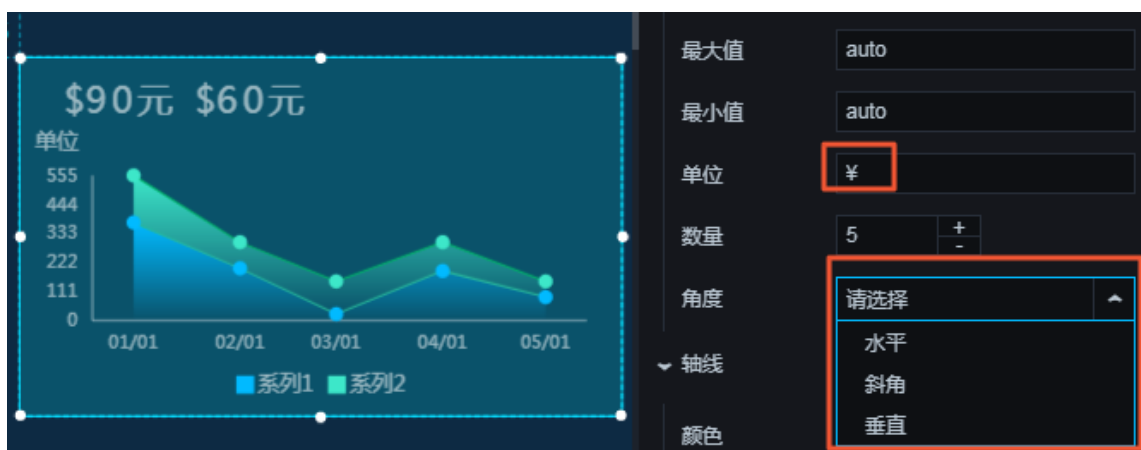 $90元 $60元
单位
555
444
333
222
111
0
01/01 02/01 03/01 04/01 05/01
系列1 系列2
最大值 auto
最小值 auto
单位 ¥
数量 5 + -
角度 请选择
水平
斜角
垂直
轴线
颜色